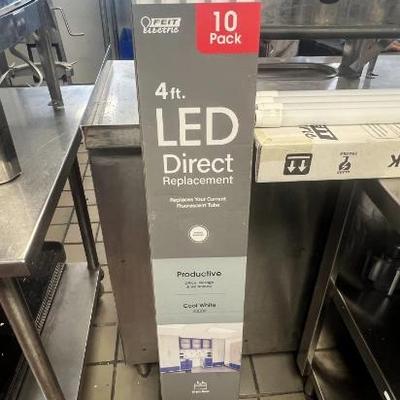 FEIT
electric
10
Pack
4ft.
LED
Direct
Replacement
Replaces Your Current
Fluorescent Tube
Productive
Cool White